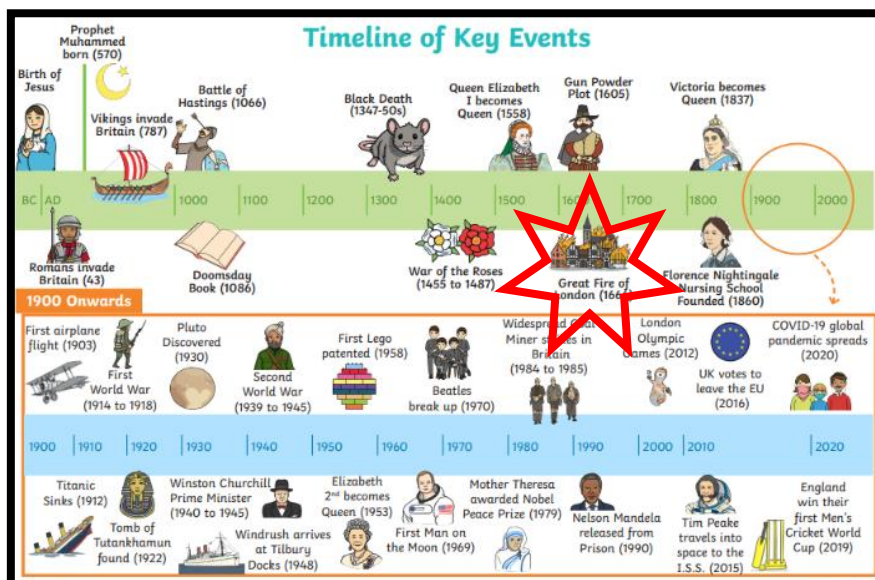 Timeline of Key Events
Birth of
Jesus
Prophet
Muhammed
born (570)
Vikings invade
Britain (787)
Battle of
Hastings (1066)
Black Death
(1347-50s)
Queen Elizabeth
I becomes
Queen (1558)
Gun Powder
Plot (1605)
Victoria becomes
Queen (1837)
BC AD 1000 1100 1200 1300 1400 1500 1700 1800 1900 2000
Romans invade
Britain (43)
Doomsday
Book (1086)
War of the Roses
(1455 to 1487)
Great Fire of
Florence Nightingale
Nursing School
Founded (1860)
1900 Onwards
First airplane
flight (1903)
First
World War
(1914 to 1918)
Pluto
Discovered
(1930)
Second
World War
(1939 to 1945)
First Lego
patented (1958)
Beatles
break up (1970)
Widespread
Miner in
Britain
(1984 to 1985)
London
Olympic
Games (2012)
UK votes to
leave the EU
(2016)
COVID-19 global
pandemic spreads
(2020)
1900 1910 1920 1930 1940 1950 1960 1970 1980 1990 2000 2010 2020
Titanic
Sinks (1912)
Tomb of
Tutankhamun
found (1922)
Winston Churchill
Prime Minister
(1940 to 1945)
Windrush arrives
at Tilbury
Docks (1948)
Elizabeth
2nd becomes
Queen (1953)
First Man on
the Moon (1969)
Mother Theresa
awarded Nobel
Peace Prize (1979)
Nelson Mandela
released from
Prison (1990)
Tim Peake
travels into
space to the
I.S.S. (2015)
England
win their
first Men's
Cricket World
Cup (2019)